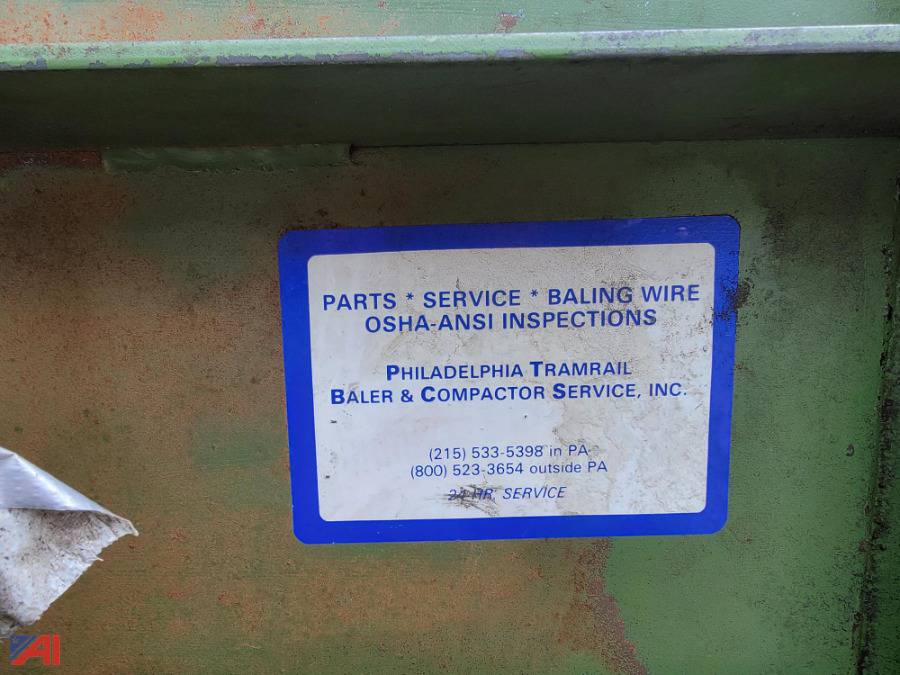 PARTS * SERVICE * BALING WIRE
OSHA-ANSI INSPECTIONS
PHILADELPHIA TRAMRAIL
BALER & COMPACTOR SERVICE, INC.
(215) 533-5398 in PA
(800) 523-3654 outside PA
24 HR. SERVICE
AI